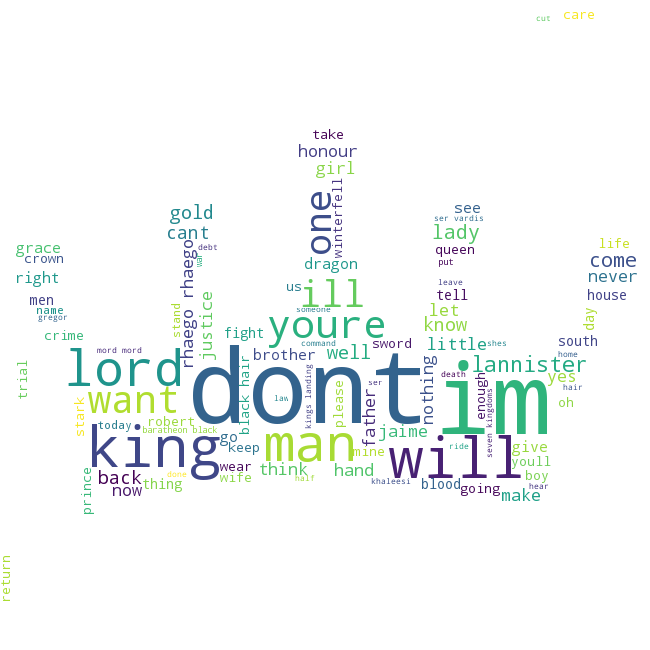 cut care
take
honour
girl
gold
cant
one
winterfell
see
ser vardis
lady
queen
put
life
come
never
house
grace
crown
right
men
name
gregor
crime
debt
war
rhaego rhaego
stand
justice
dragon
us
ill
someone
youre
leave
tell
let
know
day
south
home
fight
command
sword
little
shes
mord mord
brother
well
lannister
trial
lord
black hair
dont
im
nothing
death
enough
yes
hair
stark
want
law
kings landing
please
father
ser
seven kingdoms
oh
today
robert
baratheon black
king
go
keep
man
mine
jaime
will
ride
give
youll
back
now
thing
done
wear
wife
think
half
hand
khaleesi
blood
going
boy
hear
make
prince
return